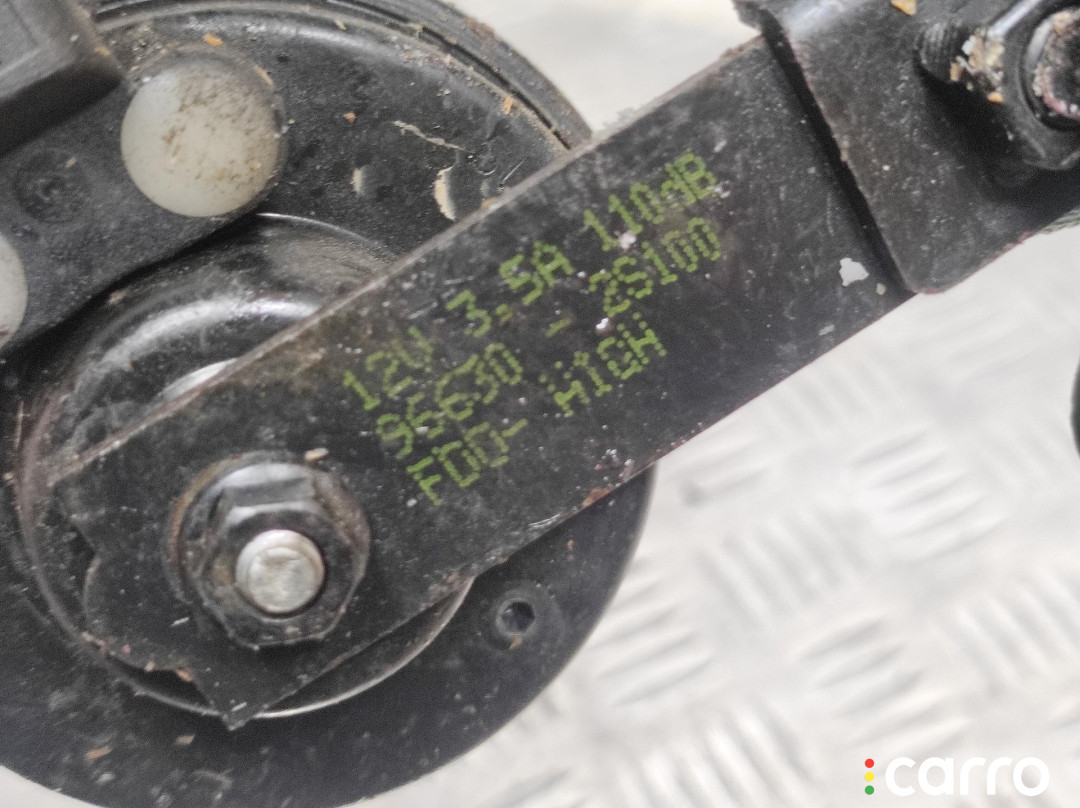 12V 3,5A 110dB
96630 - 2S100
FDD- HIGH
carro